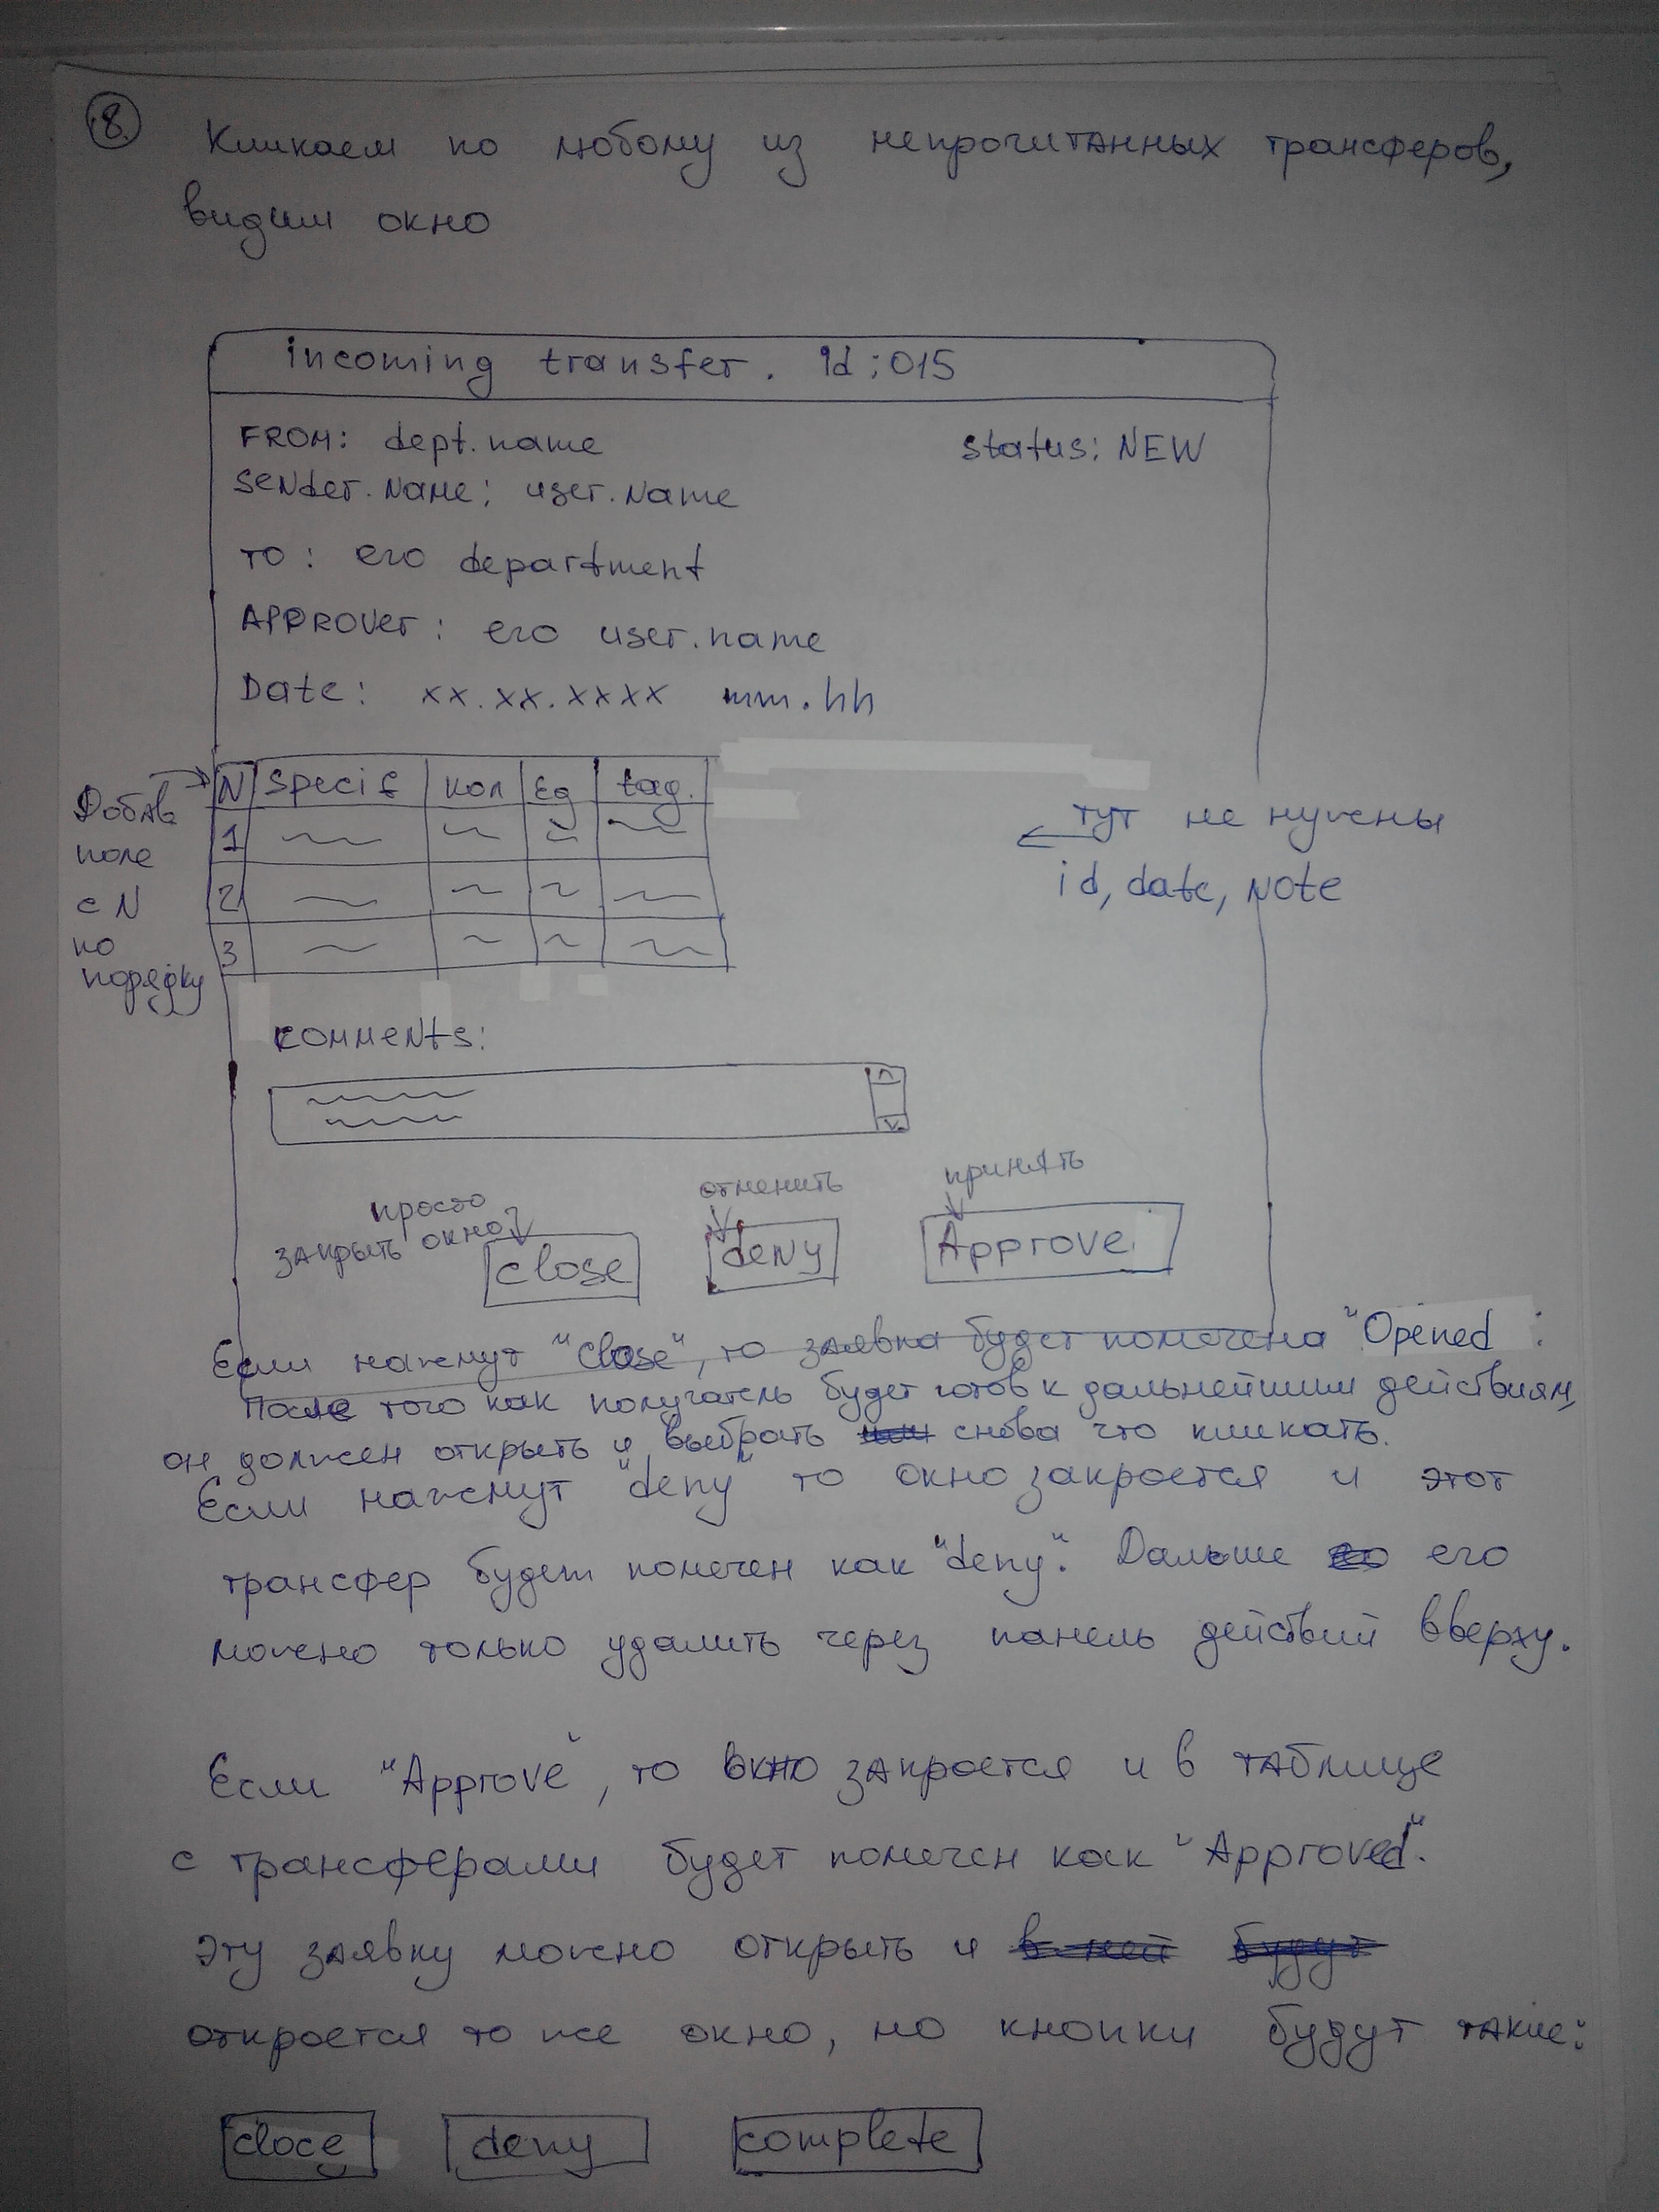 8.
Кликаем по любому из непрочитанных трансферов,
видим окно
incoming transfer. Id:015
FROM: dept.name status: NEW
Sender.Name: user.Name
то: его department
APPROVer: его user.name
Date: xx.xx.xxxx mm.hh
Добавь
поле
с N
по
порядку
N specif кол Ед tag.
1
2
3
тут не нужены
id, date, Note
comments:
просто
закрыть окно
отменить
принять
close deny Approve
Если нажмут "Close", то заявка будет помечена "Opened
После того как получатель будет готов к дальнейшим действиям,
он должен открыть и выбрать снова что кликать.
Если нажмут "deny" то окно закроется и этот
трансфер будет помечен как "deny". Дальше его
можно только удалить через панель действий вверху.
Если "Approve", то окно закроется и в таблице
с трансферами будет помечен как "Approved".
Эту заявку можно открыть и в ней будут
откроется то же окно, но кнопки будут такие:
cloce deny complete